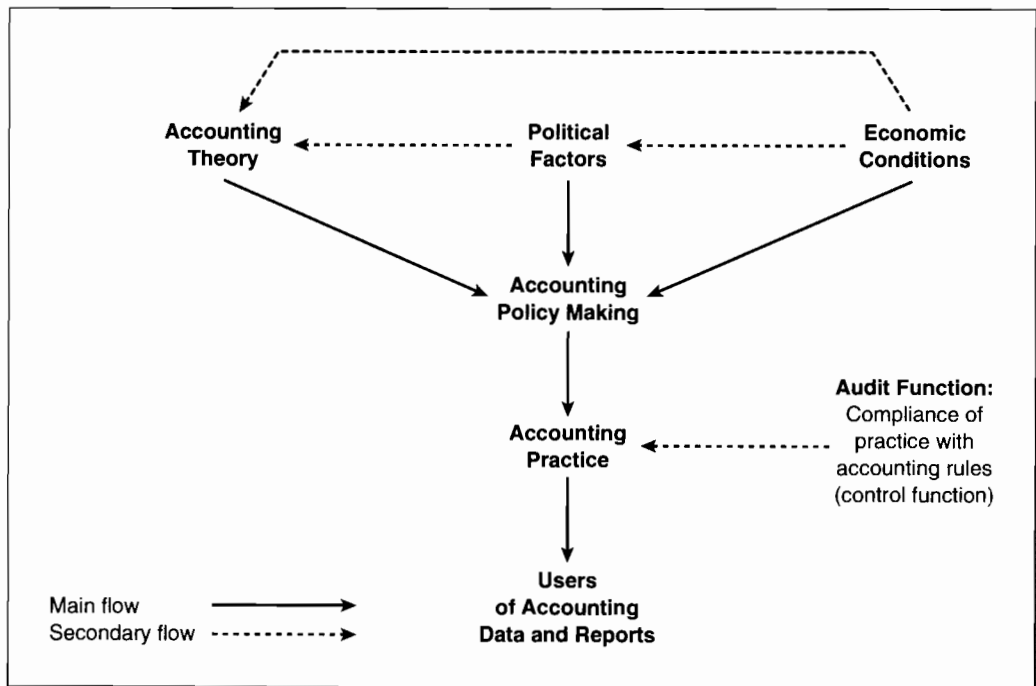 Accounting
Theory
Political
Factors
Economic
Conditions
Accounting
Policy Making
Audit Function:
Compliance of
practice with
accounting rules
(control function)
Accounting
Practice
Users
of Accounting
Data and Reports
Main flow
Secondary flow